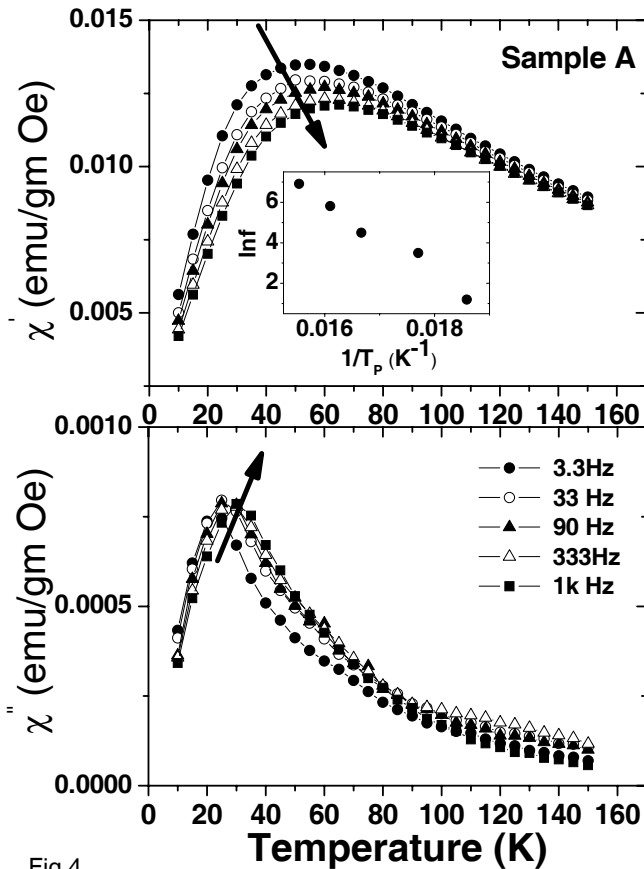 0.015
Sample A
0.010
0.005
χ' (emu/gm Oe)
6
4
2
lnf
0.016 0.018
1/T_P (K^-1)
0 20 40 60 80 100 120 140 160
0.0010
3.3Hz
33 Hz
90 Hz
333Hz
1k Hz
0.0005
χ'' (emu/gm Oe)
0.0000
0 20 40 60 80 100 120 140 160
Temperature (K)
Fig 4